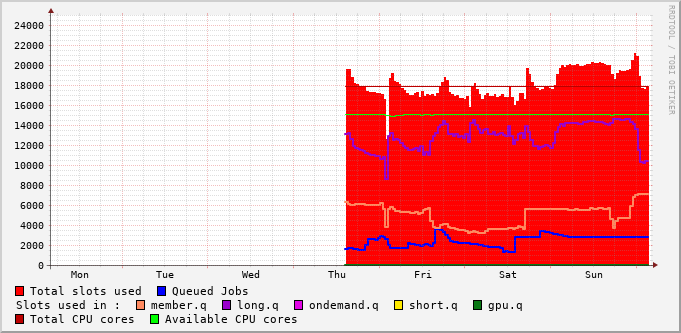 RRDTOOL / TOBI OETIKER
24000
22000
20000
18000
16000
14000
12000
10000
8000
6000
4000
2000
0
Mon Tue Wed Thu Fri Sat Sun
Total slots used Queued Jobs
Slots used in : member.q long.q ondemand.q short.q gpu.q
Total CPU cores Available CPU cores